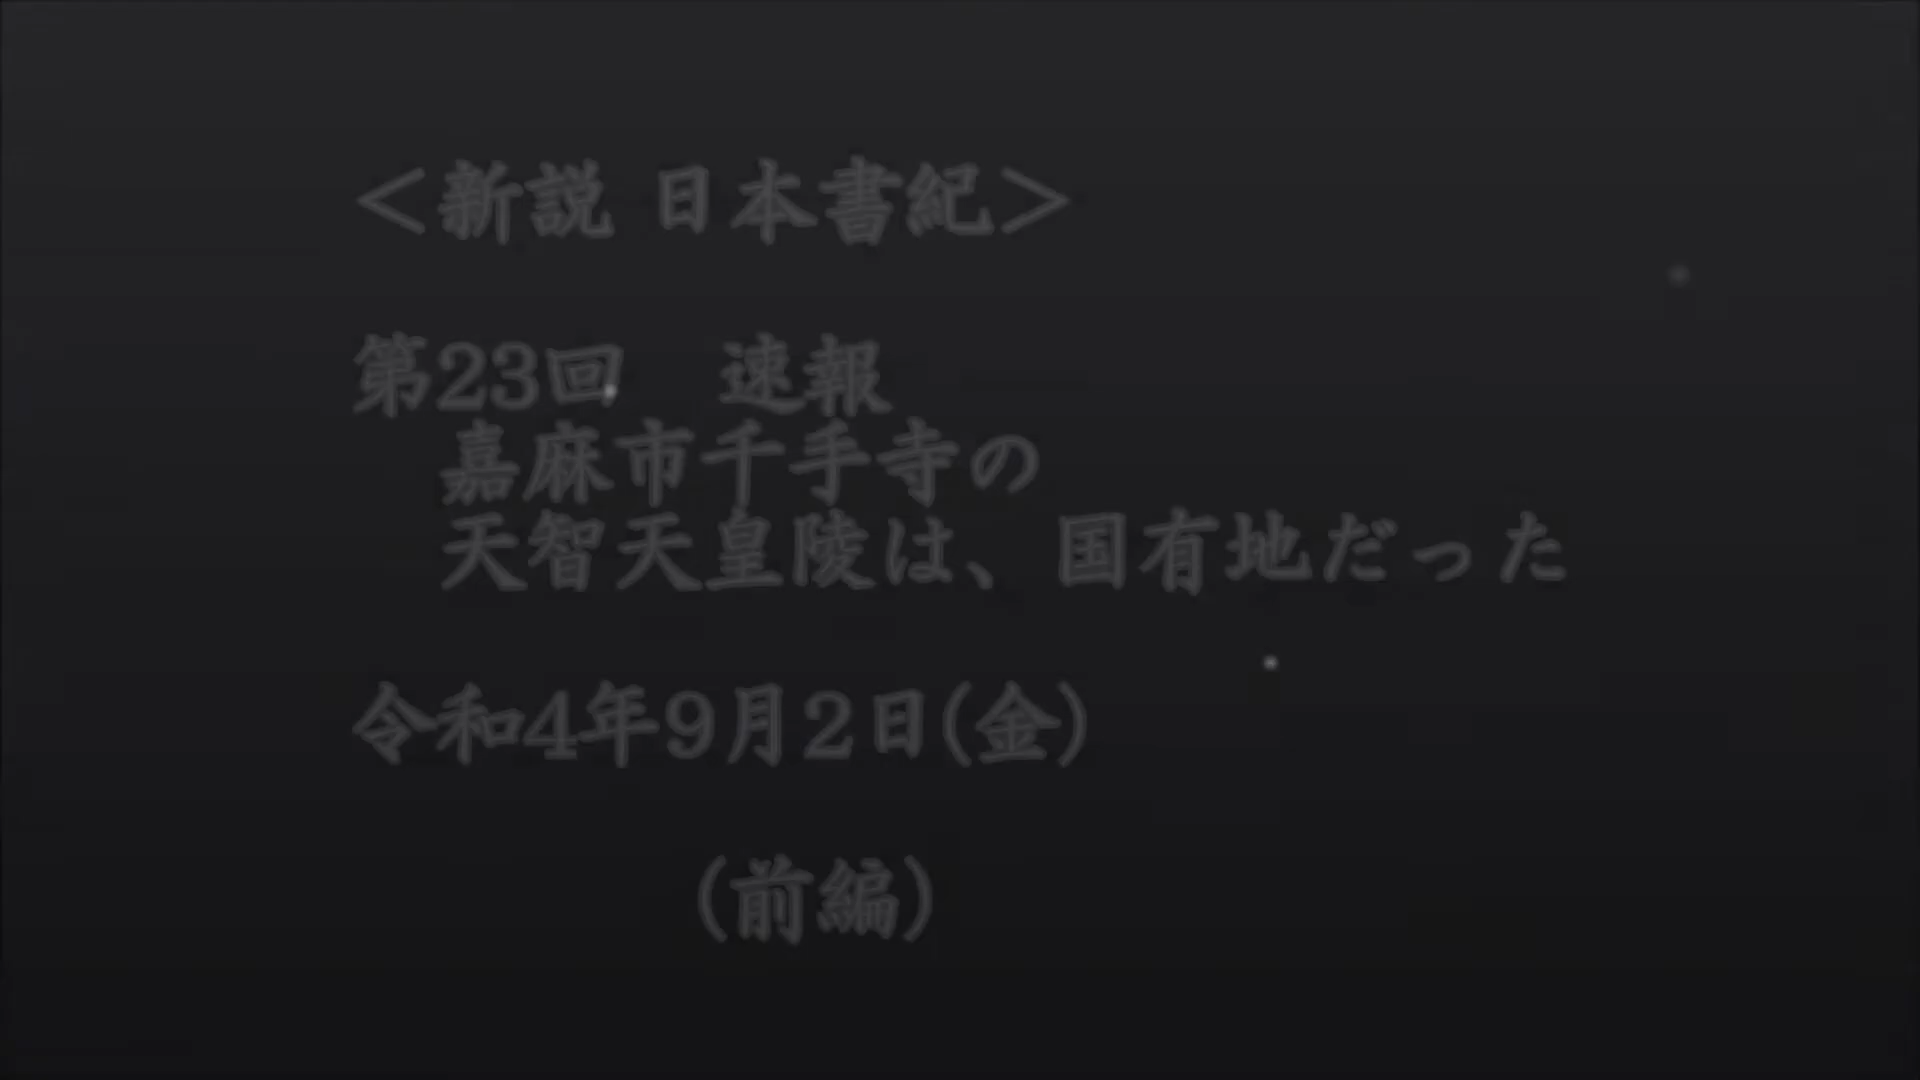 ＜新説 日本書紀＞
第23回　速報
嘉麻市千手寺の
天智天皇陵は、国有地だった
令和4年9月2日(金)
(前編)